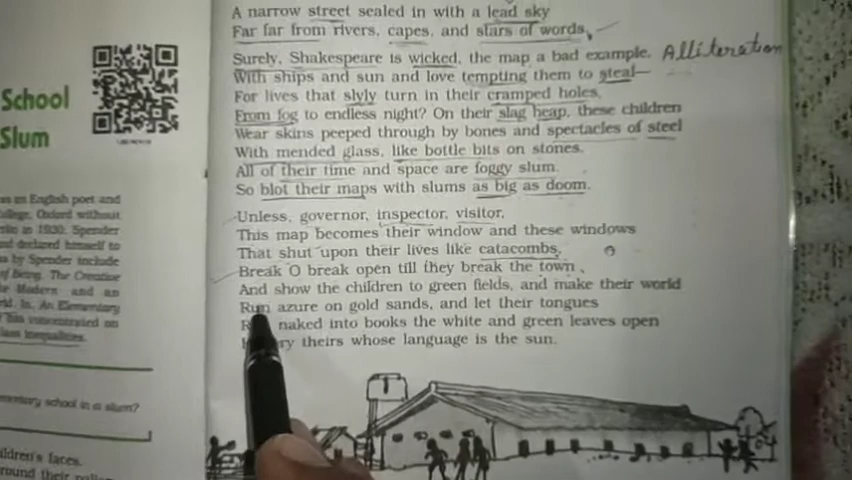 A narrow street sealed in with a lead sky
Far far from rivers, capes, and stars of words.
Surely, Shakespeare is wicked, the map a bad example. Alliteration
With ships and sun and love tempting them to steal—
For lives that slyly turn in their cramped holes
From fog to endless night? On their slag heap, these children
Wear skins peeped through by bones and spectacles of steel
With mended glass, like bottle bits on stones.
All of their time and space are foggy slum.
So blot their maps with slums as big as doom.
Unless, governor, inspector, visitor,
This map becomes their window and these windows
That shut upon their lives like catacombs,
Break O break open till they break the town
And show the children to green fields, and make their world
Run azure on gold sands, and let their tongues
naked into books the white and green leaves open
theirs whose language is the sun.
School
Slum
as an English poet and
College, Oxford without
in 1930. Spender
and declared himself to
by Spender include
of Being, The Creative
Modern and an
In, An Elementary
has concentrated on
class inequalities.
elementary school in a slum?
children's faces.
around their